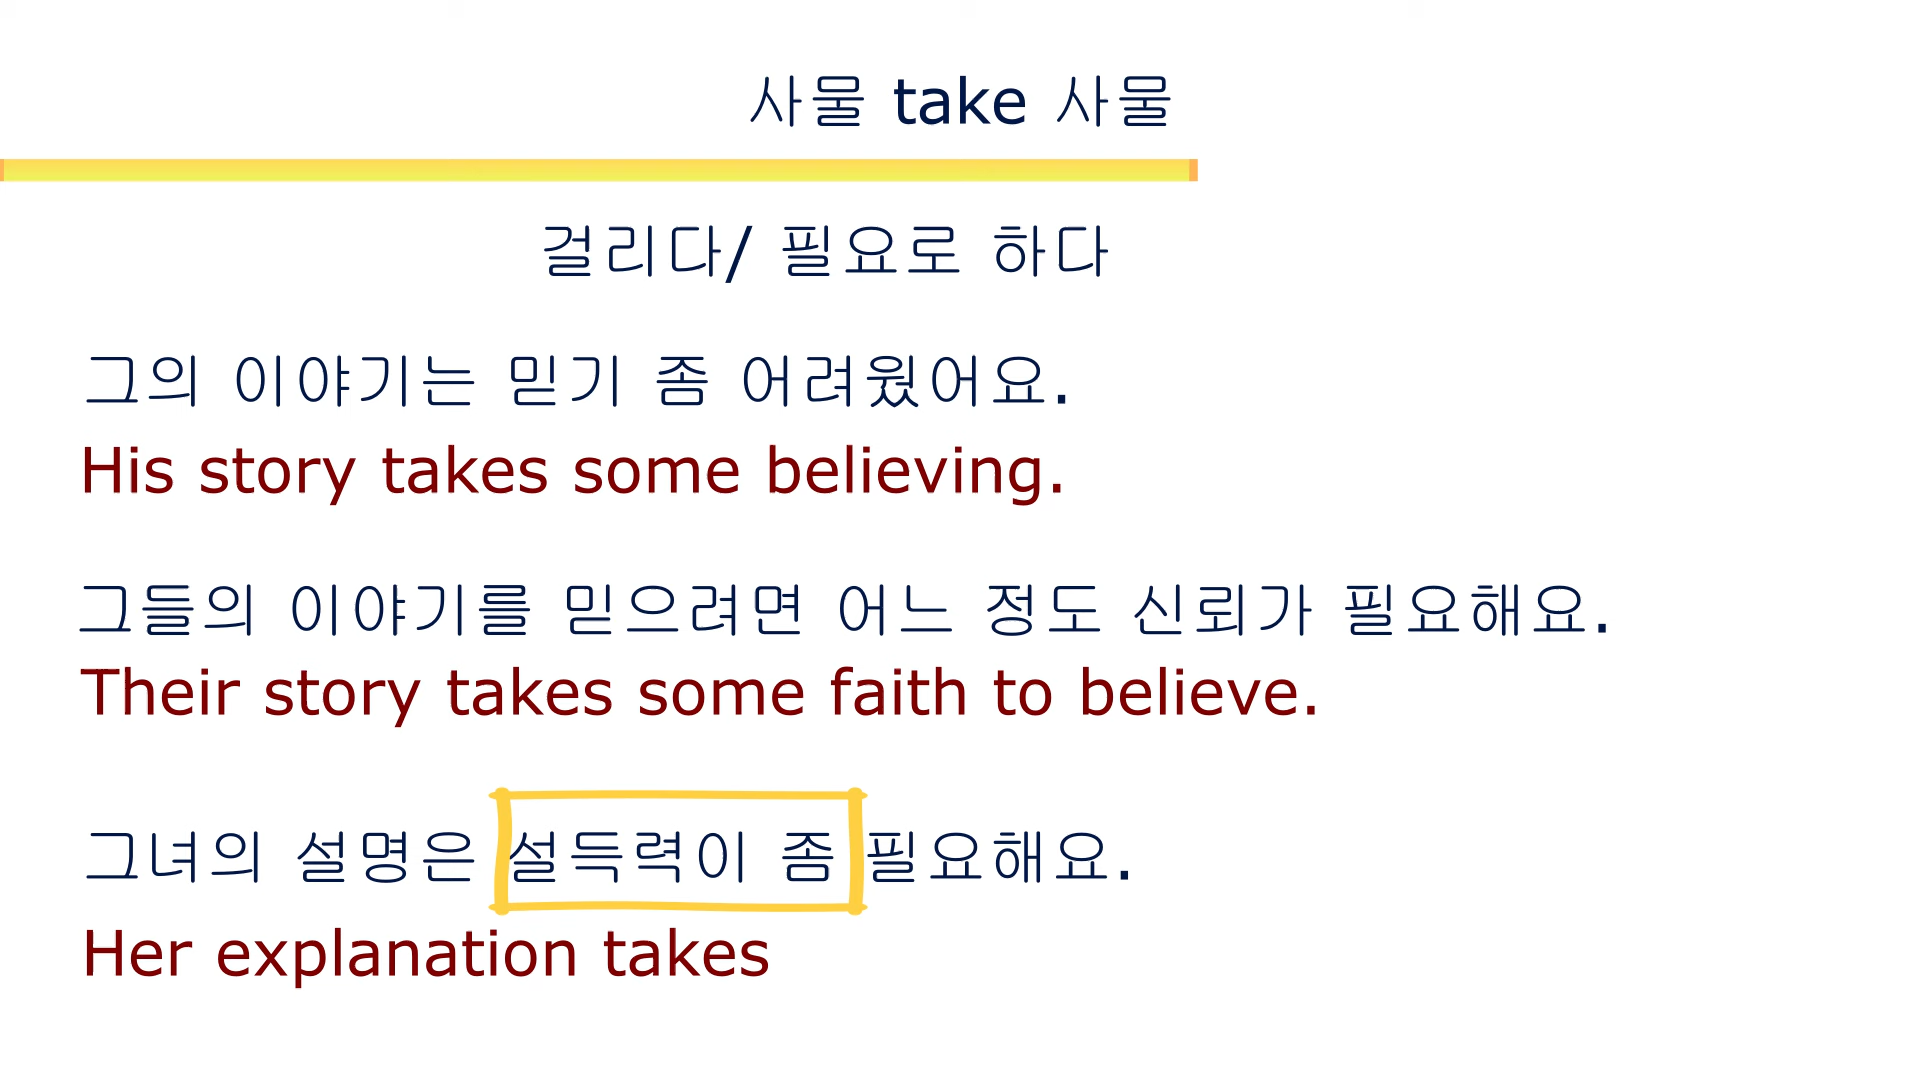 사물 take 사물
걸리다/ 필요로 하다
그의 이야기는 믿기 좀 어려웠어요.
His story takes some believing.
그들의 이야기를 믿으려면 어느 정도 신뢰가 필요해요.
Their story takes some faith to believe.
그녀의 설명은 설득력이 좀 필요해요.
Her explanation takes